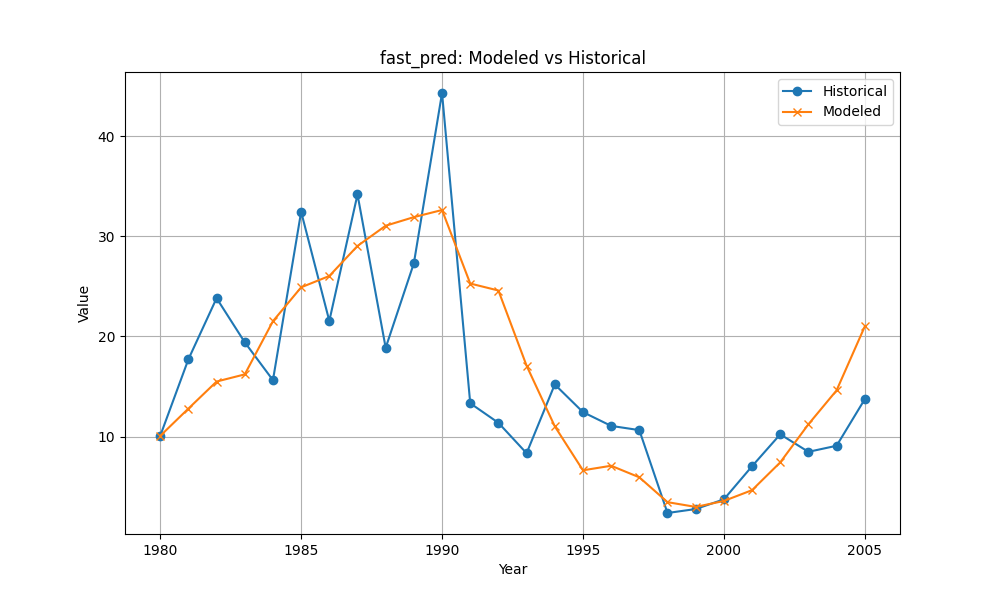 fast_pred: Modeled vs Historical
Historical
Modeled
Value
40
30
20
10
1980
1985
1990
1995
2000
2005
Year